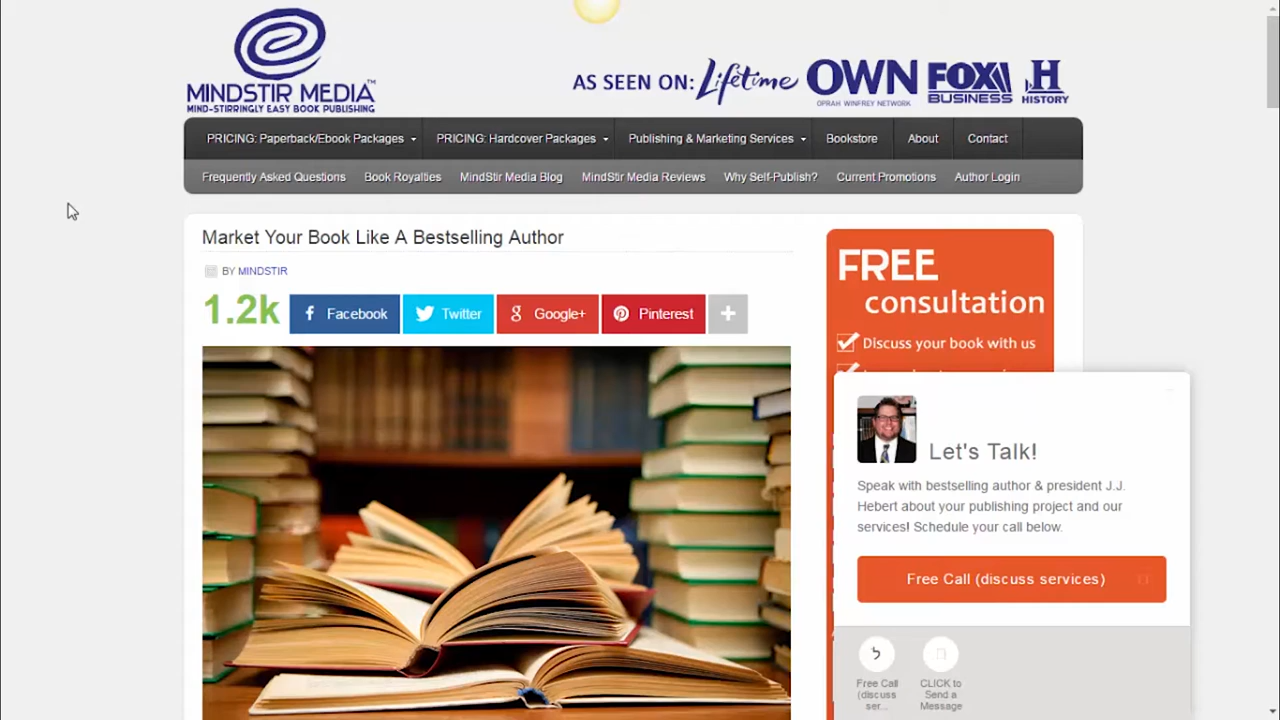 MINDSTIR MEDIA™
MIND-STIRRINGLY EASY BOOK PUBLISHING
AS SEEN ON: Lifetime OWN FOX BUSINESS H HISTORY
OPRAH WINFREY NETWORK
PRICING: Paperback/Ebook Packages PRICING: Hardcover Packages Publishing & Marketing Services Bookstore About Contact
Frequently Asked Questions Book Royalties MindStir Media Blog MindStir Media Reviews Why Self-Publish? Current Promotions Author Login
Market Your Book Like A Bestselling Author
BY MINDSTIR
1.2k Facebook Twitter Google+ Pinterest
FREE
consultation
Discuss your book with us
Let's Talk!
Speak with bestselling author & president J.J.
Hebert about your publishing project and our
services! Schedule your call below.
Free Call (discuss services)
Free Call
(discuss
ser...
CLICK to
Send a
Message